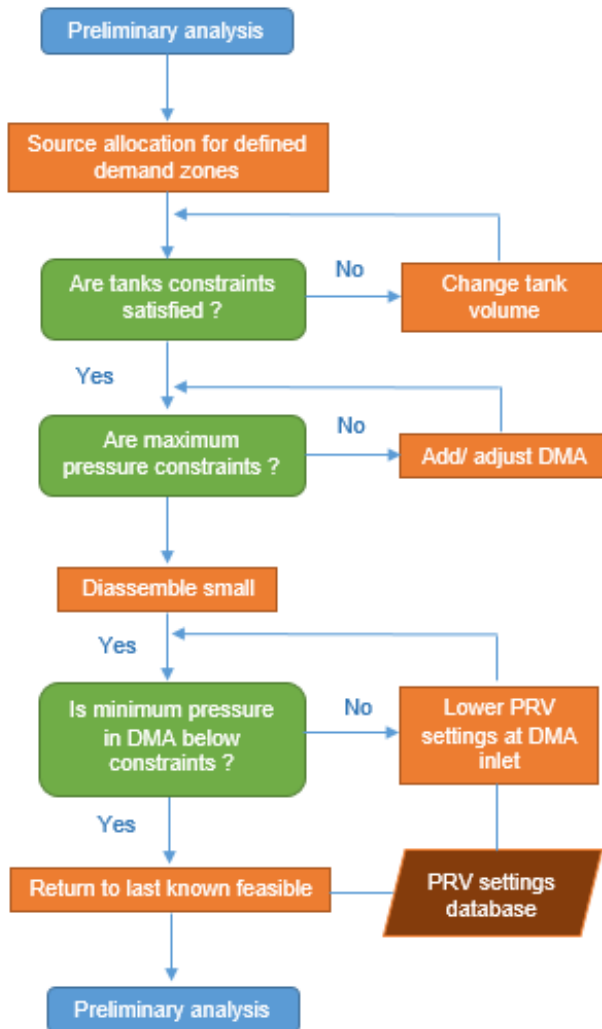 Preliminary analysis
Source allocation for defined
demand zones
Are tanks constraints
satisfied ?
No
Change tank
volume
Yes
Are maximum
pressure constraints ?
No
Add/ adjust DMA
Diassemble small
Yes
Is minimum pressure
in DMA below
constraints ?
No
Lower PRV
settings at DMA
inlet
Yes
Return to last known feasible
PRV settings
database
Preliminary analysis